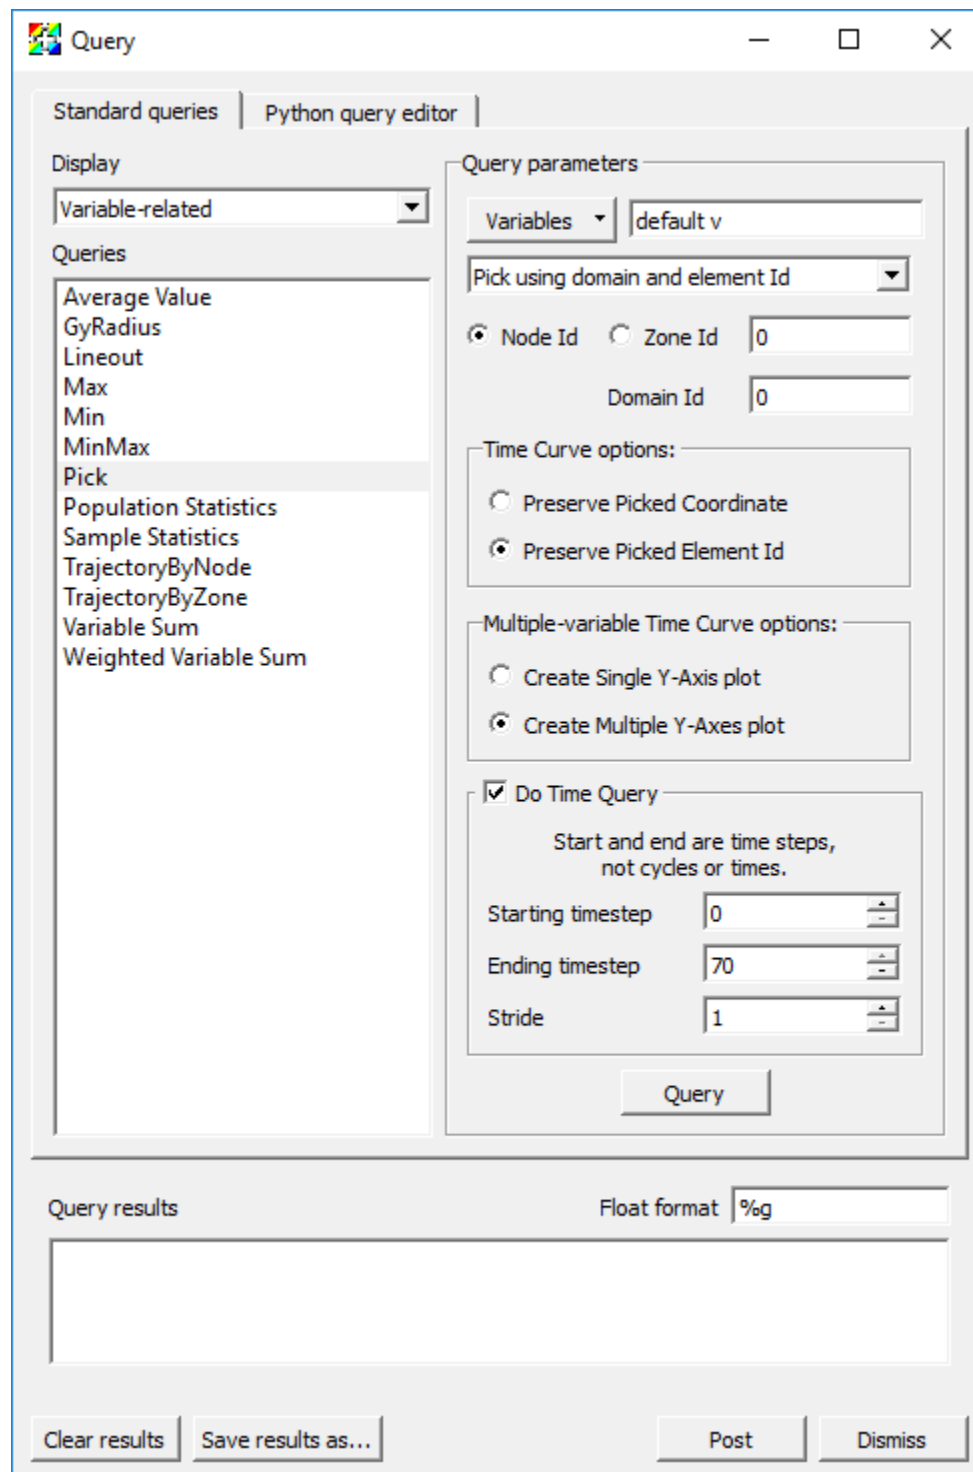 Query
Standard queries
Python query editor
Display
Variable-related
Queries
Average Value
GyRadius
Lineout
Max
Min
MinMax
Pick
Population Statistics
Sample Statistics
TrajectoryByNode
TrajectoryByZone
Variable Sum
Weighted Variable Sum
Query parameters
Variables
default v
Pick using domain and element Id
Node Id
Zone Id
0
Domain Id
0
Time Curve options:
Preserve Picked Coordinate
Preserve Picked Element Id
Multiple-variable Time Curve options:
Create Single Y-Axis plot
Create Multiple Y-Axes plot
Do Time Query
Start and end are time steps,
not cycles or times.
Starting timestep
0
Ending timestep
70
Stride
1
Query
Query results
Float format
%g
Clear results
Save results as...
Post
Dismiss